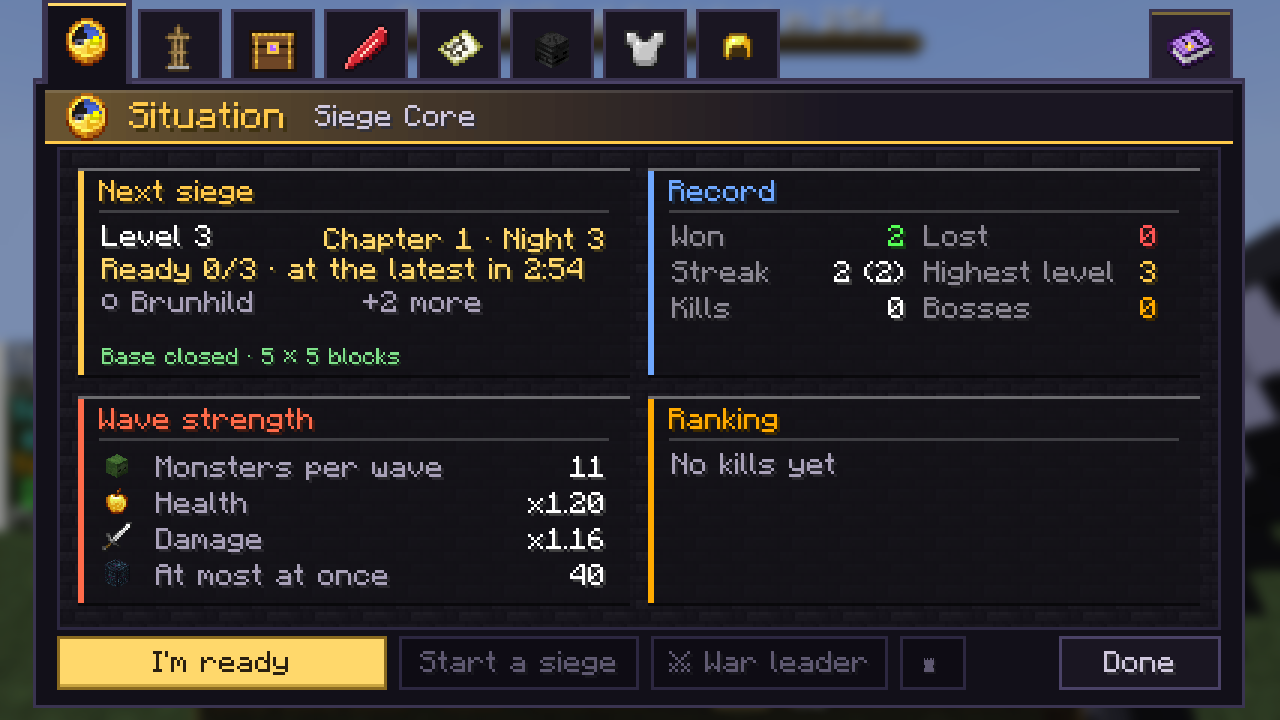 Situation Siege Core
Next siege
Level 3 Chapter 1 · Night 3
Ready 0/3 · at the latest in 2:54
o Brunhild +2 more
Base closed · 5 × 5 blocks
Record
Won 2 Lost 0
Streak 2 (2) Highest level 3
Kills 0 Bosses 0
Wave strength
Monsters per wave 11
Health x1.20
Damage x1.16
At most at once 40
Ranking
No kills yet
I'm ready
Start a siege
War leader
Done